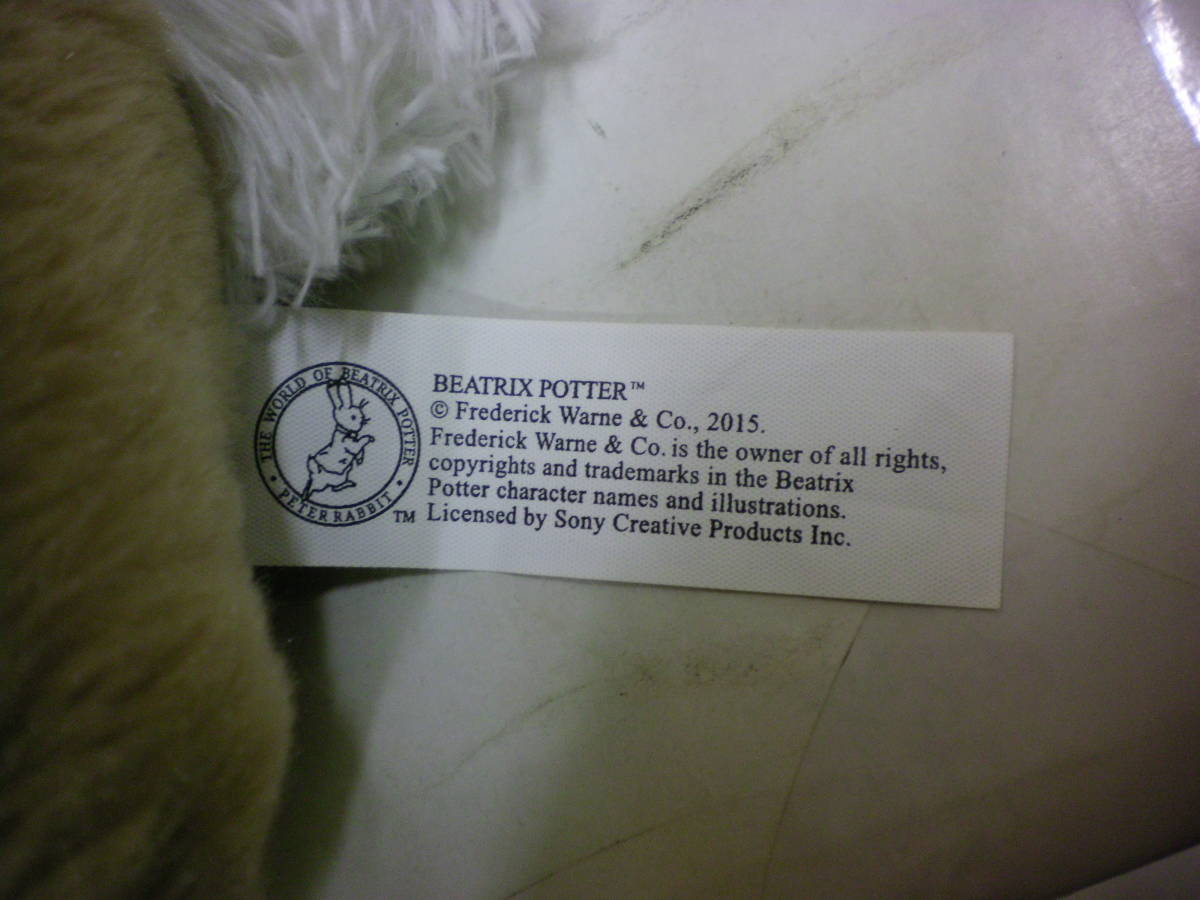 THE WORLD OF BEATRIX POTTER
• PETER RABBIT •
TM
BEATRIX POTTER™
© Frederick Warne & Co., 2015.
Frederick Warne & Co. is the owner of all rights,
copyrights and trademarks in the Beatrix
Potter character names and illustrations.
Licensed by Sony Creative Products Inc.